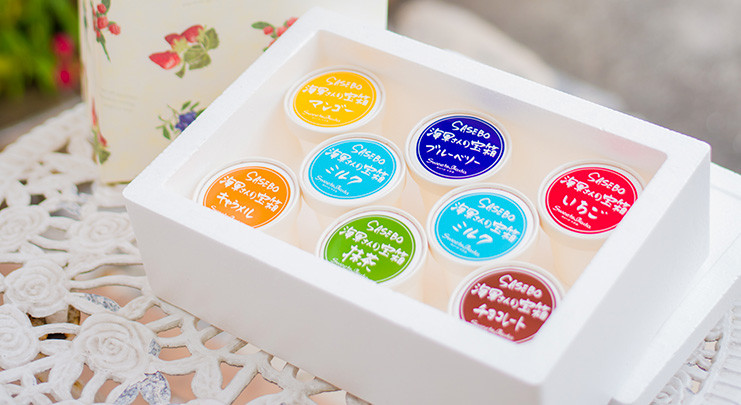 SASEBO
海軍さんの宝箱
マンゴー
SASEBO
海軍さんの宝箱
ブルーベリー
SASEBO
海軍さんの宝箱
ミルク
SASEBO
海軍さんの宝箱
いちご
SASEBO
海軍さんの宝箱
キャラメル
SASEBO
海軍さんの宝箱
ミルク
SASEBO
海軍さんの宝箱
抹茶
SASEBO
海軍さんの宝箱
チョコレート